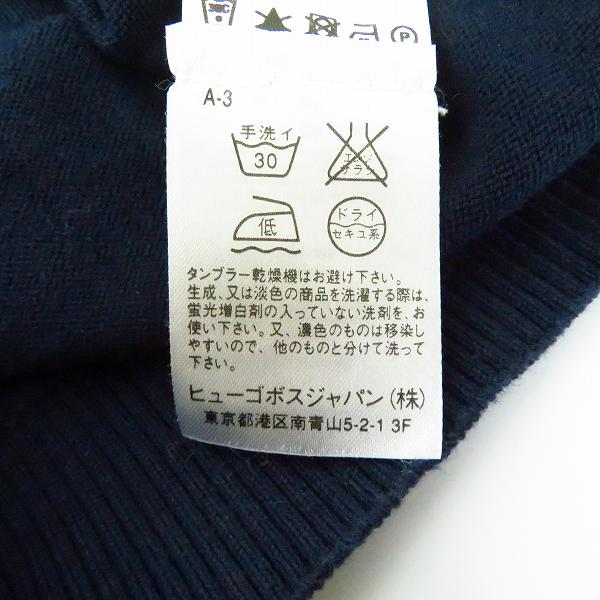 30C
P
A-3
手洗イ
30
エンソ
サラシ
低
ドライ
セキユ系
タンブラー乾燥機はお避け下さい。
生成、又は淡色の商品を洗濯する際は、
蛍光増白剤の入っていない洗剤を、お
使い下さい。又、濃色のものは移染し
やすいので、他のものと分けて洗って
下さい。
ヒューゴボスジャパン(株)
東京都港区南青山5-2-1 3F